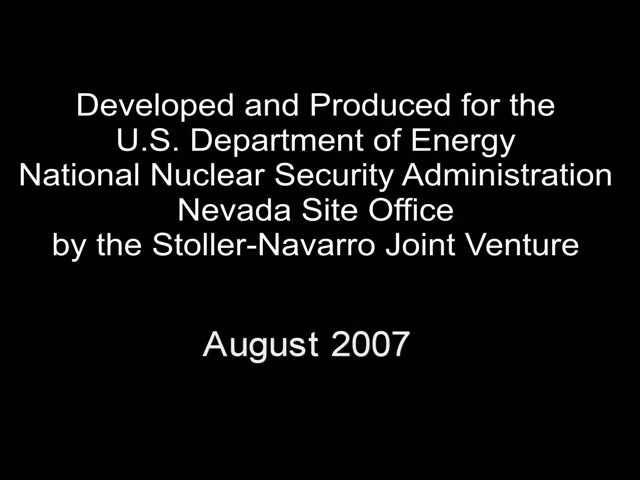 Developed and Produced for the
U.S. Department of Energy
National Nuclear Security Administration
Nevada Site Office
by the Stoller-Navarro Joint Venture
August 2007